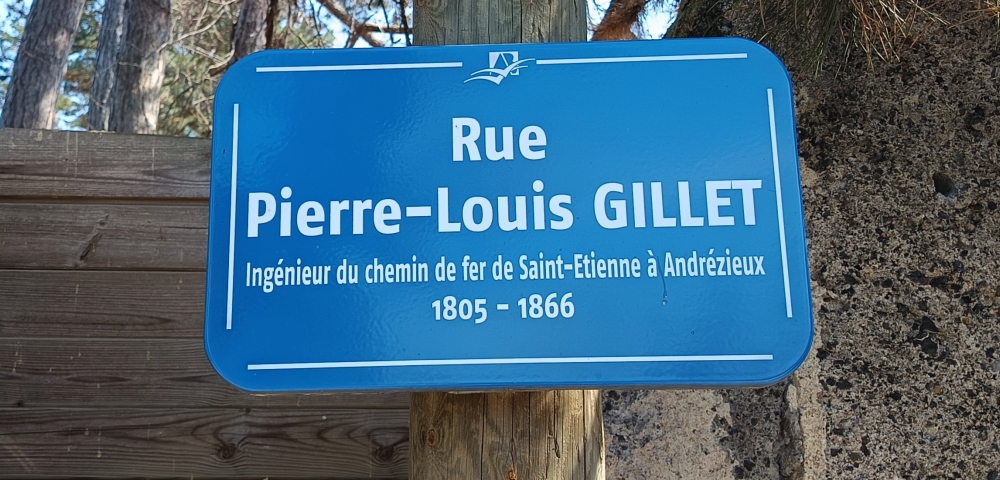 Rue
Pierre-Louis GILLET
Ingénieur du chemin de fer de Saint-Etienne à Andrézieux
1805 - 1866